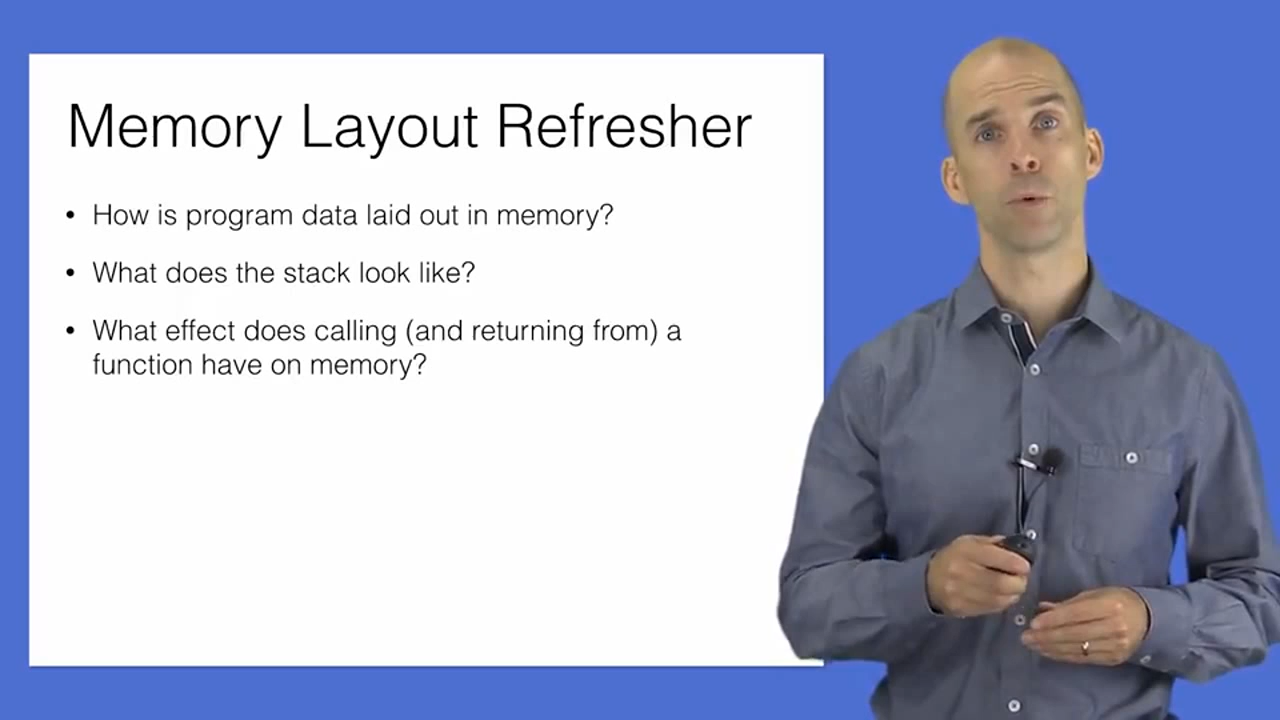 Memory Layout Refresher
• How is program data laid out in memory?
• What does the stack look like?
• What effect does calling (and returning from) a
function have on memory?